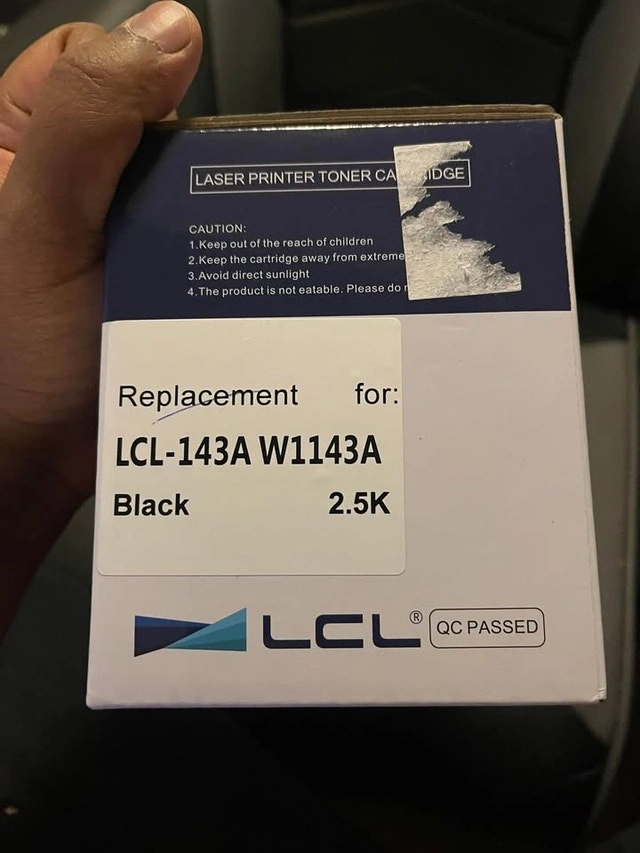 LASER PRINTER TONER CA IDGE
CAUTION:
1.Keep out of the reach of children
2.Keep the cartridge away from extreme
3.Avoid direct sunlight
4.The product is not eatable. Please do
Replacement for:
LCL-143A W1143A
Black 2.5K
LCL® QC PASSED